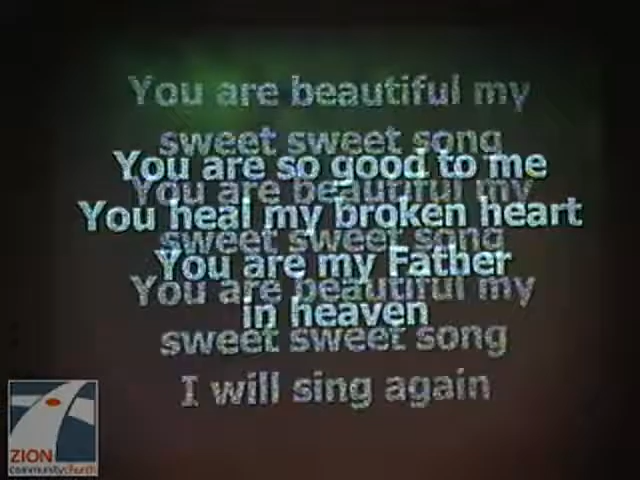 You are beautiful my
sweet sweet song
You are so good to me
You are beautiful my
You heal my broken heart
sweet sweet song
You are my Father
You are beautiful my
in heaven
sweet sweet song
I will sing again
ZION
communitychurch